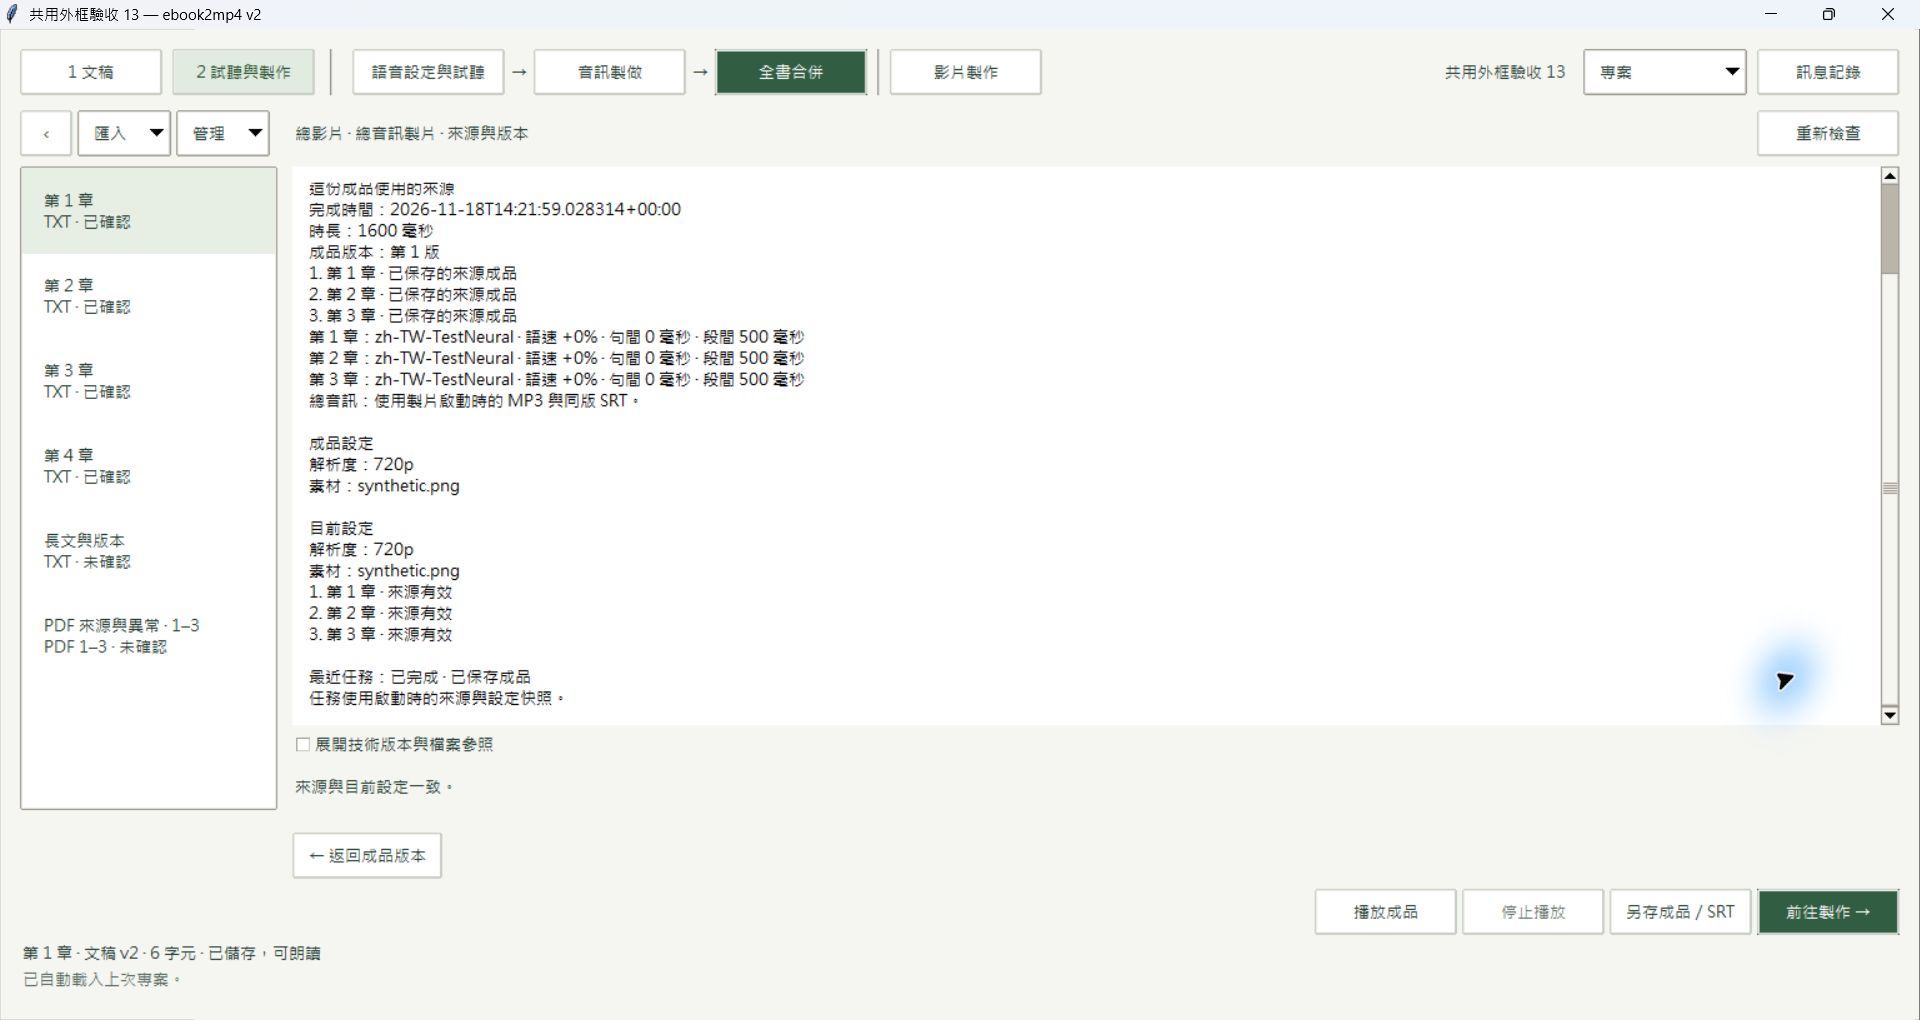 共用外框驗收 13 — ebook2mp4 v2
1 文稿
2 試聽與製作
語音設定與試聽
→
音訊製做
→
全書合併
影片製作
共用外框驗收 13
專案
訊息記錄
‹
匯入
管理
總影片 · 總音訊製片 · 來源與版本
重新檢查
第 1 章
TXT · 已確認
第 2 章
TXT · 已確認
第 3 章
TXT · 已確認
第 4 章
TXT · 已確認
長文與版本
TXT · 未確認
PDF 來源與異常 · 1–3
PDF 1–3 · 未確認
這份成品使用的來源
完成時間：2026-11-18T14:21:59.028314+00:00
時長：1600 毫秒
成品版本：第 1 版
1. 第 1 章 · 已保存的來源成品
2. 第 2 章 · 已保存的來源成品
3. 第 3 章 · 已保存的來源成品
第 1 章：zh-TW-TestNeural · 語速 +0% · 句間 0 毫秒 · 段間 500 毫秒
第 2 章：zh-TW-TestNeural · 語速 +0% · 句間 0 毫秒 · 段間 500 毫秒
第 3 章：zh-TW-TestNeural · 語速 +0% · 句間 0 毫秒 · 段間 500 毫秒
總音訊：使用製片啟動時的 MP3 與同版 SRT。
成品設定
解析度：720p
素材：synthetic.png
目前設定
解析度：720p
素材：synthetic.png
1. 第 1 章 · 來源有效
2. 第 2 章 · 來源有效
3. 第 3 章 · 來源有效
最近任務：已完成 · 已保存成品
任務使用啟動時的來源與設定快照。
展開技術版本與檔案參照
來源與目前設定一致。
← 返回成品版本
播放成品
停止播放
另存成品 / SRT
前往製作 →
第 1 章 · 文稿 v2 · 6 字元 · 已儲存，可朗讀
已自動載入上次專案。